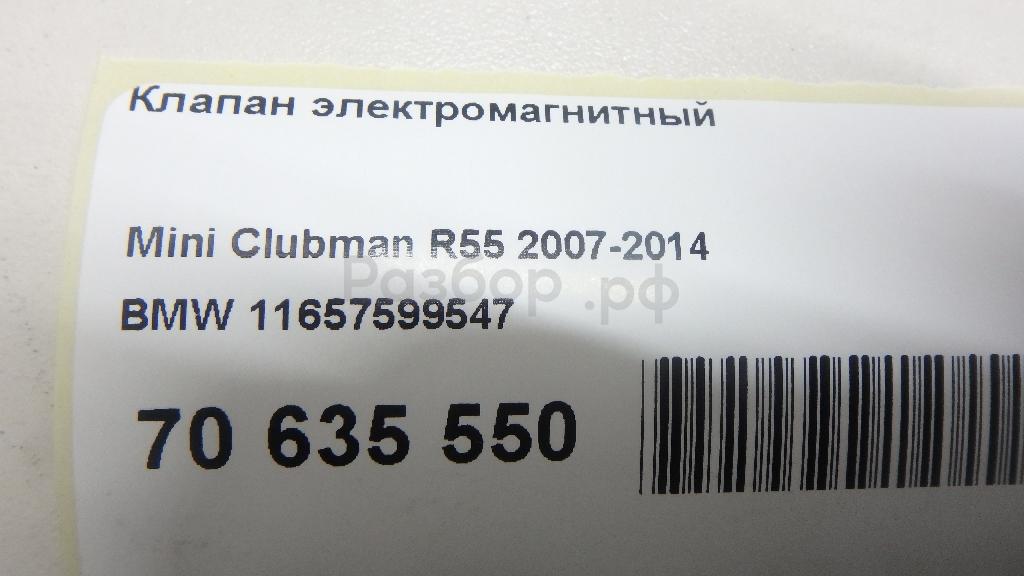 Клапан электромагнитный
Mini Clubman R55 2007-2014
Разбор.рф
BMW 11657599547
70 635 550